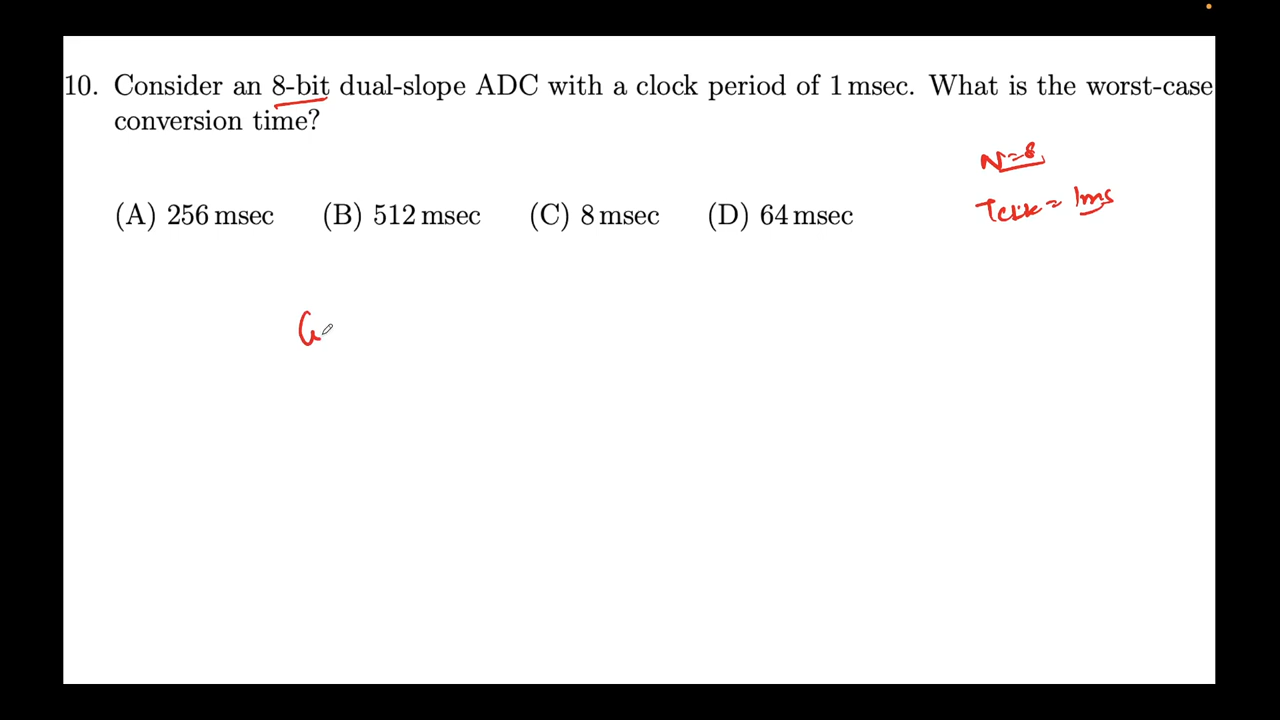 10. Consider an 8-bit dual-slope ADC with a clock period of 1 msec. What is the worst-case
conversion time?
N=8
(A) 256 msec (B) 512 msec (C) 8 msec (D) 64 msec
TCLK = 1ms